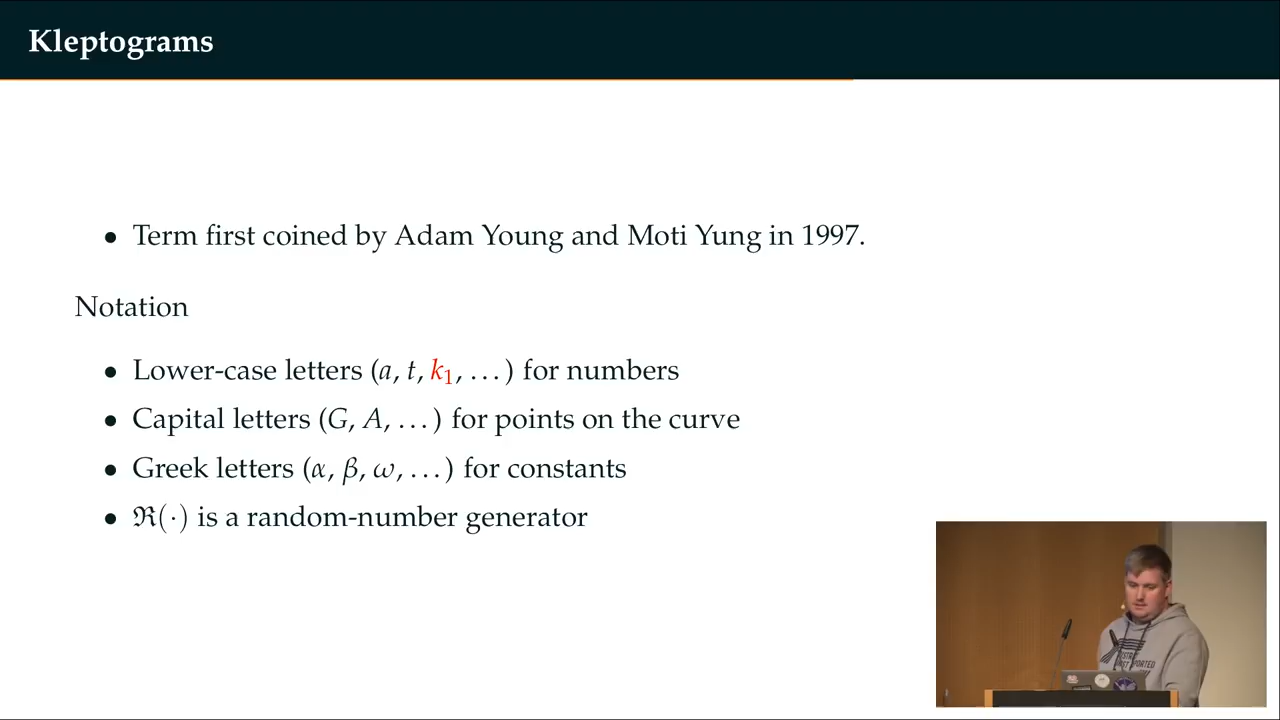 Kleptograms
• Term first coined by Adam Young and Moti Yung in 1997.
Notation
• Lower-case letters (a, t, k₁, . . . ) for numbers
• Capital letters (G, A, . . . ) for points on the curve
• Greek letters (α, β, ω, . . . ) for constants
• ℜ(·) is a random-number generator